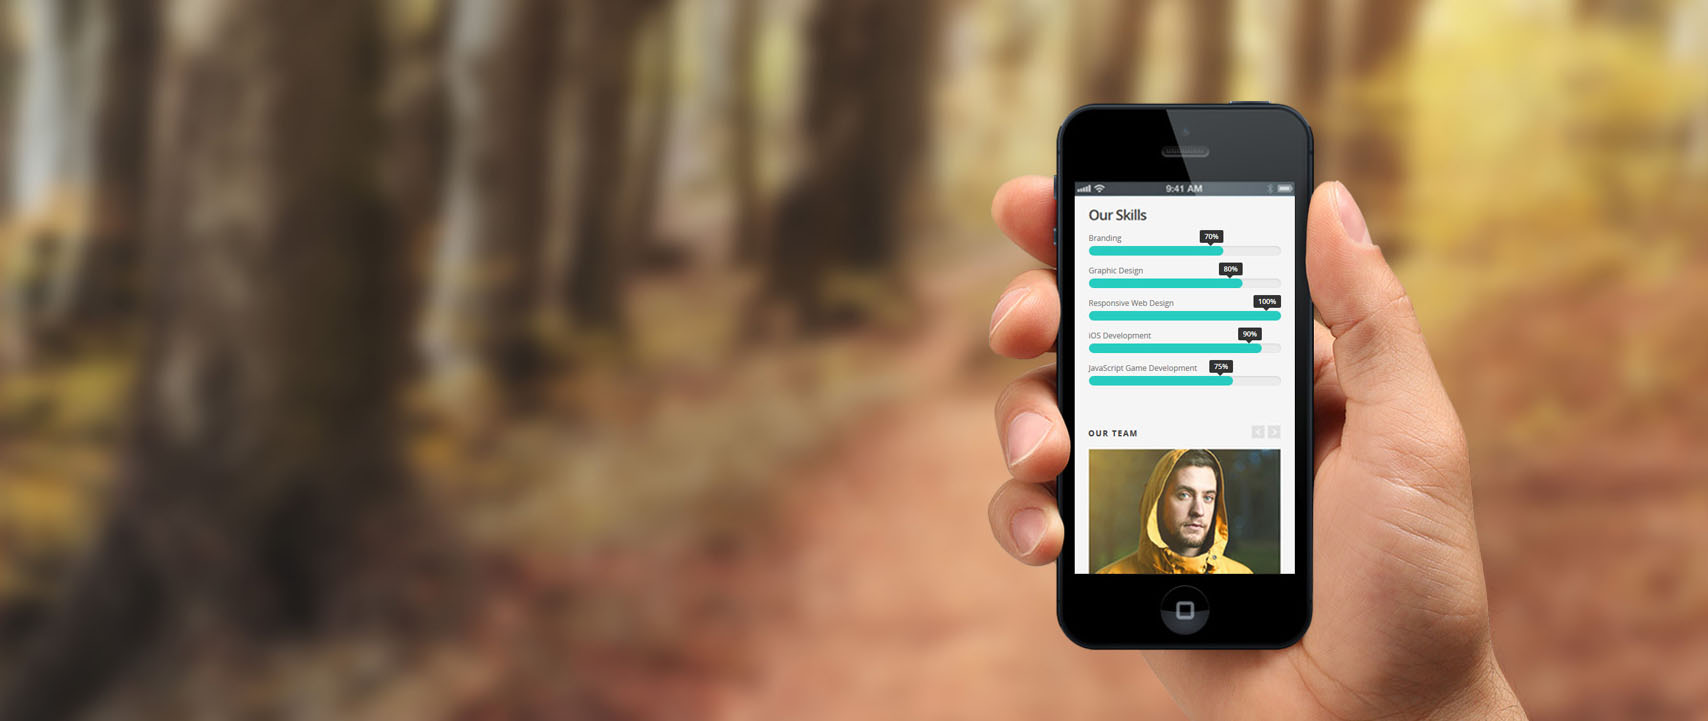 9:41 AM
Our Skills
Branding 70%
Graphic Design 80%
Responsive Web Design 100%
iOS Development 90%
JavaScript Game Development 75%
OUR TEAM